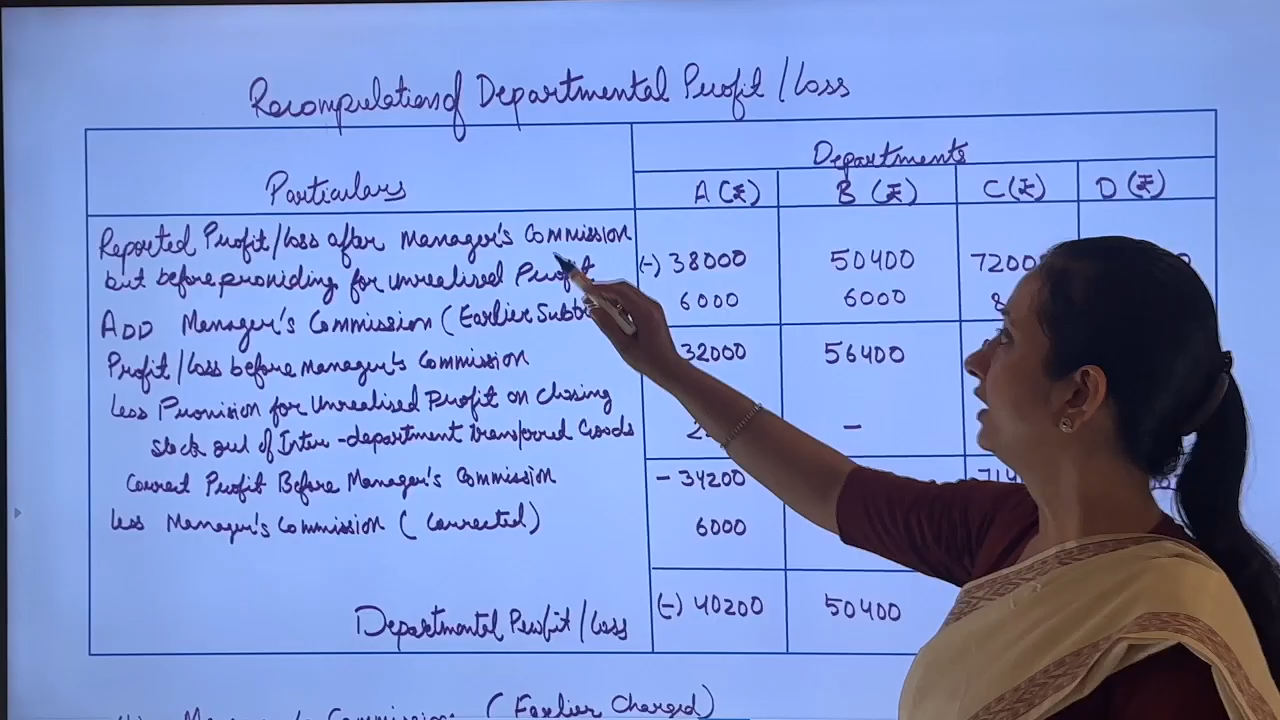 Recomputation of Departmental Profit / Loss
Particulars
Departments
A (₹) B (₹) C (₹) D (₹)
Reported Profit / Loss after Manager's Commission
but before providing for unrealised Profit (-) 38000 50400
ADD Manager's Commission (Earlier 6000 6000
Profit / Loss before Manager's Commission 32000 56400
Less Provision for Unrealised Profit on closing
stock out of Inter-department transferred Goods -
Correct Profit Before Manager's Commission - 34200
Less Manager's Commission (Corrected) 6000
Departmental Profit / Loss (-) 40200 50400
(Earlier Charged)